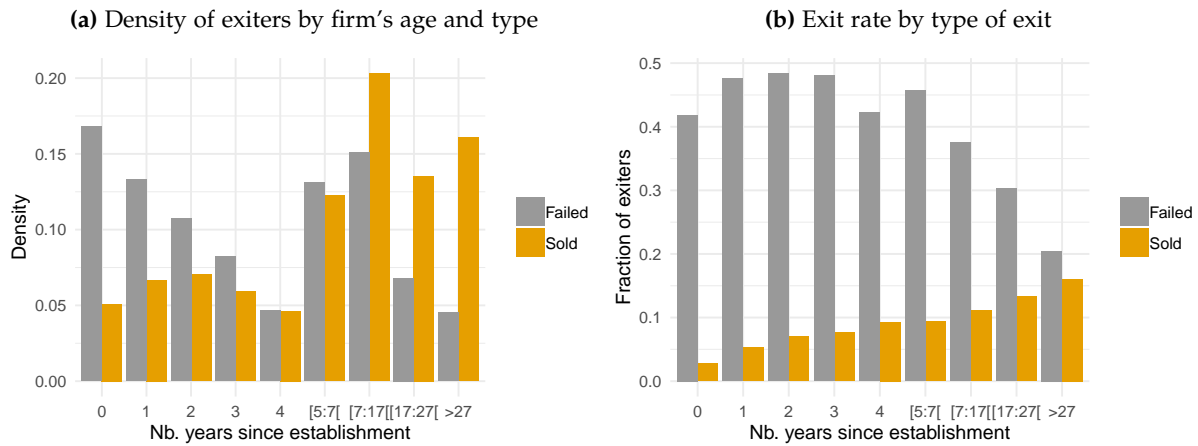 (a) Density of exiters by firm's age and type
0.20
0.15
0.10
0.05
0.00
Density
0 1 2 3 4 [5:7[ [7:17[ [17:27[ >27
Nb. years since establishment
Failed
Sold
(b) Exit rate by type of exit
0.5
0.4
0.3
0.2
0.1
0.0
Fraction of exiters
0 1 2 3 4 [5:7[ [7:17[ [17:27[ >27
Nb. years since establishment
Failed
Sold